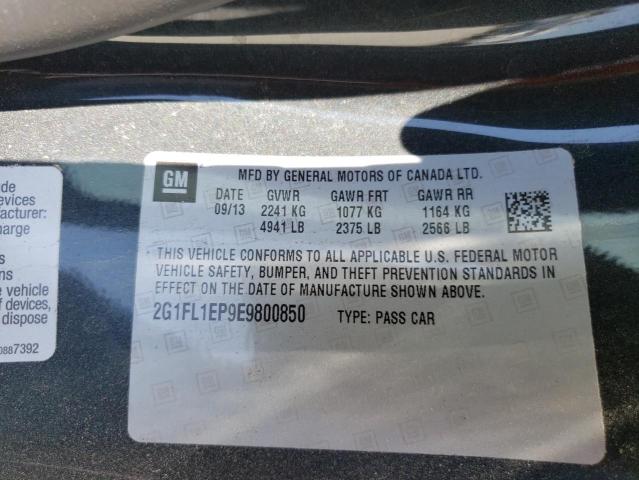 GM
MFD BY GENERAL MOTORS OF CANADA LTD.
DATE GVWR GAWR FRT GAWR RR
09/13 2241 KG 1077 KG 1164 KG
4941 LB 2375 LB 2566 LB
THIS VEHICLE CONFORMS TO ALL APPLICABLE U.S. FEDERAL MOTOR
VEHICLE SAFETY, BUMPER, AND THEFT PREVENTION STANDARDS IN
EFFECT ON THE DATE OF MANUFACTURE SHOWN ABOVE.
2G1FL1EP9E9800850 TYPE: PASS CAR
devices
acturer:
charge
e vehicle
of devices,
dispose
0887392